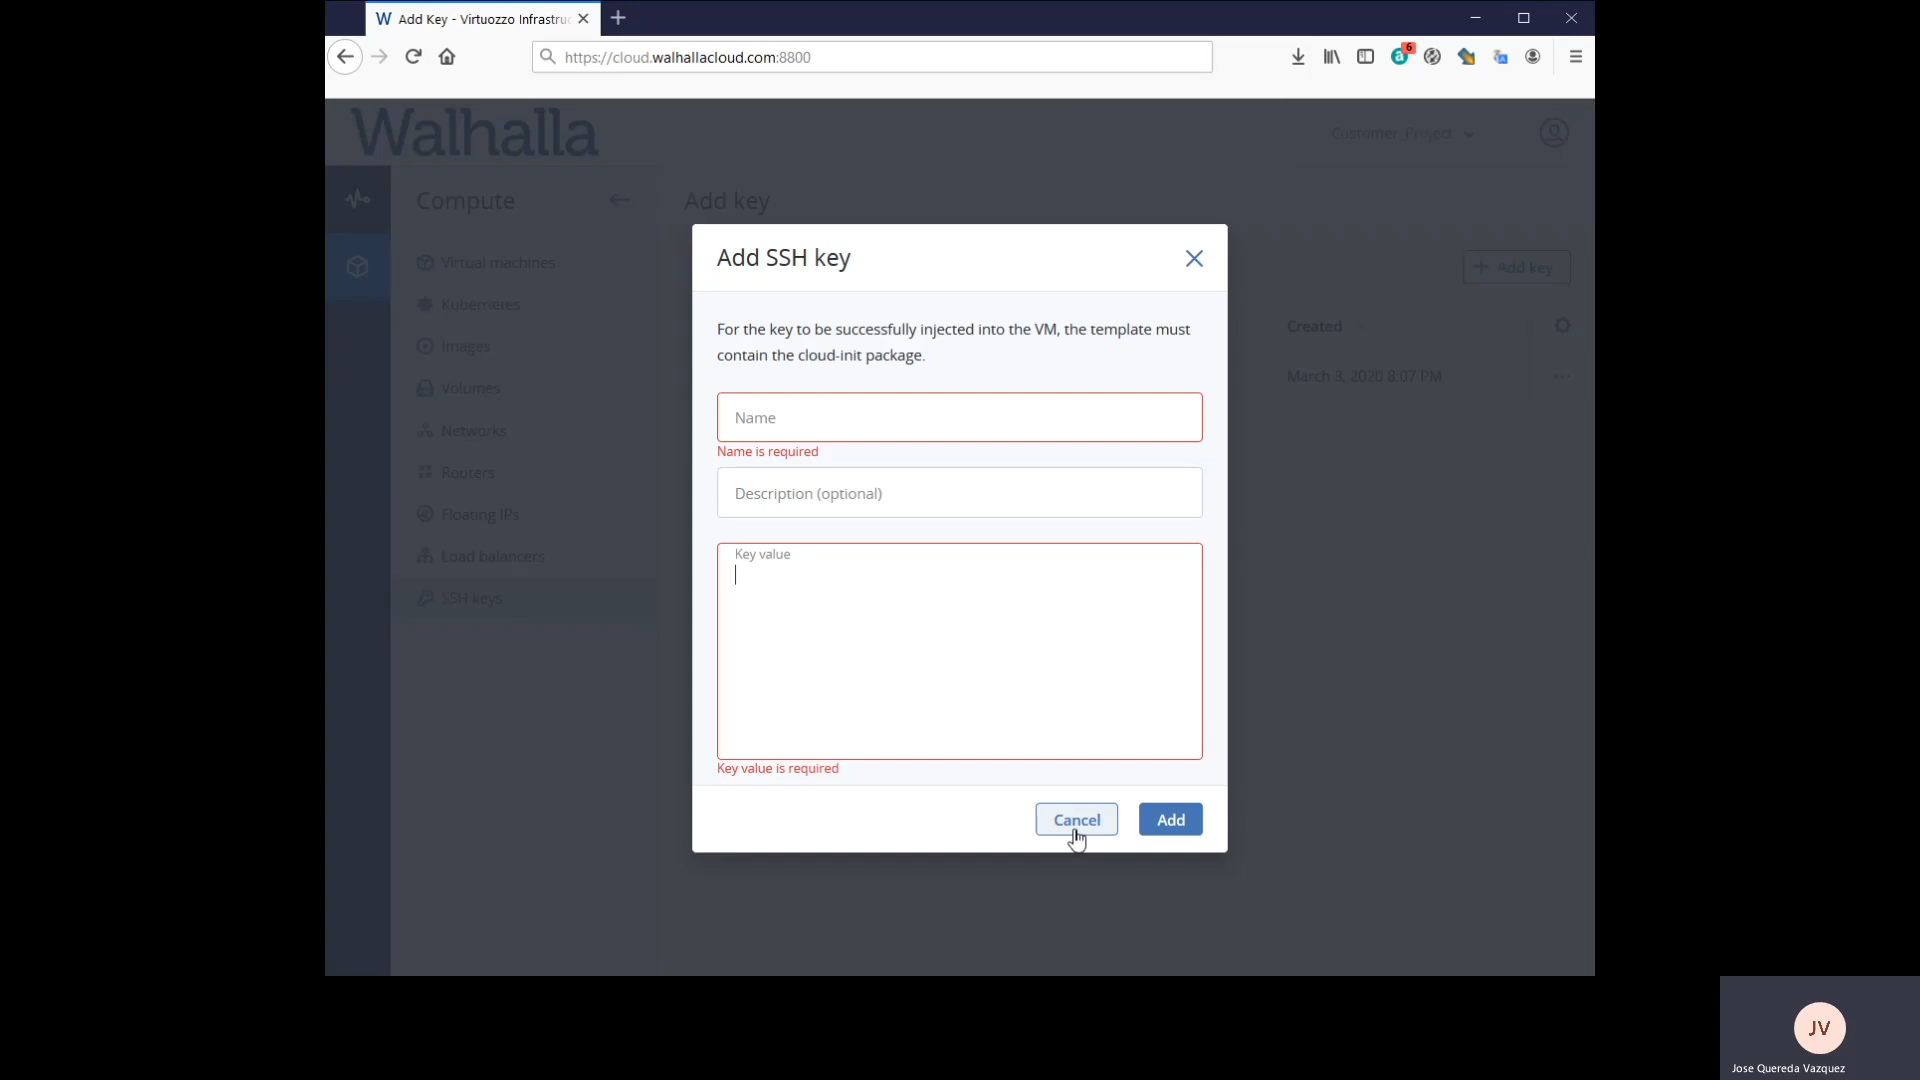 W Add Key - Virtuozzo Infrastruc
https://cloud.walhallacloud.com:8800
6
Walhalla
Customer_Project
Compute
Add key
Virtual machines
Kubernetes
Images
Volumes
Networks
Routers
Floating IPs
Load balancers
SSH keys
+ Add key
Created
March 3, 2020 8:07 PM
Add SSH key
For the key to be successfully injected into the VM, the template must
contain the cloud-init package.
Name
Name is required
Description (optional)
Key value
Key value is required
Cancel
Add
JV
Jose Quereda Vazquez